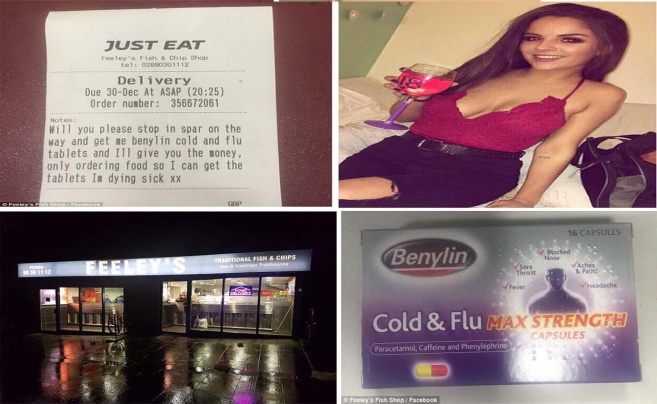 JUST EAT
Feeley's Fish & Chip Shop
tel: 02890301112
Delivery
Due 30-Dec At ASAP (20:25)
Order number: 356672061
Notes:
Will you please stop in spar on the
way and get me benylin cold and flu
tablets and Ill give you the money,
only ordering food so I can get the
tablets Im dying sick xx
GBP
© Feeley's Fish Shop / Facebook
FEELEY'S
TRADITIONAL FISH & CHIPS
16 CAPSULES
Benylin
Blocked
Nose
Sore
Throat
Aches
& Pains
Fever
Headache
Cold & Flu MAX STRENGTH
CAPSULES
Paracetamol, Caffeine and Phenylephrine
© Feeley's Fish Shop / Facebook